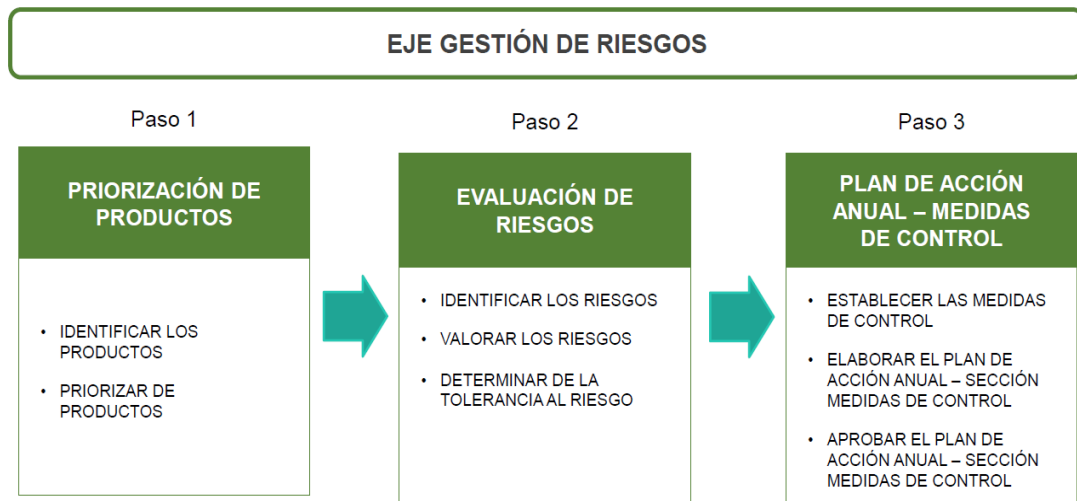 EJE GESTIÓN DE RIESGOS
Paso 1
PRIORIZACIÓN DE
PRODUCTOS
• IDENTIFICAR LOS
PRODUCTOS
• PRIORIZAR DE
PRODUCTOS
Paso 2
EVALUACIÓN DE
RIESGOS
• IDENTIFICAR LOS RIESGOS
• VALORAR LOS RIESGOS
• DETERMINAR DE LA
TOLERANCIA AL RIESGO
Paso 3
PLAN DE ACCIÓN
ANUAL – MEDIDAS
DE CONTROL
• ESTABLECER LAS MEDIDAS
DE CONTROL
• ELABORAR EL PLAN DE
ACCIÓN ANUAL – SECCIÓN
MEDIDAS DE CONTROL
• APROBAR EL PLAN DE
ACCIÓN ANUAL – SECCIÓN
MEDIDAS DE CONTROL